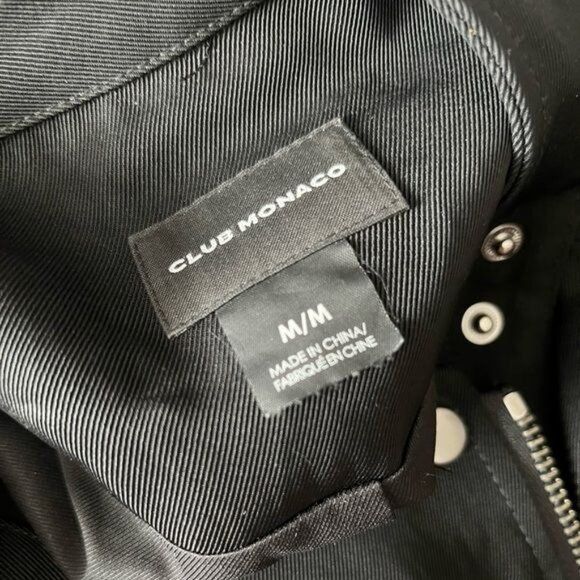 CLUB MONACO
M/M
MADE IN CHINA/
FABRIQUÉ EN CHINE